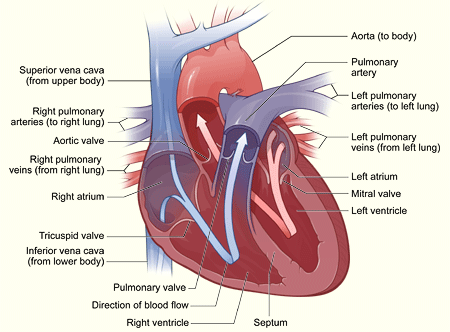 Superior vena cava
(from upper body)
Right pulmonary
arteries (to right lung)
Aortic valve
Right pulmonary
veins (from right lung)
Right atrium
Tricuspid valve
Inferior vena cava
(from lower body)
Pulmonary valve
Direction of blood flow
Right ventricle
Septum
Aorta (to body)
Pulmonary
artery
Left pulmonary
arteries (to left lung)
Left pulmonary
veins (from left lung)
Left atrium
Mitral valve
Left ventricle